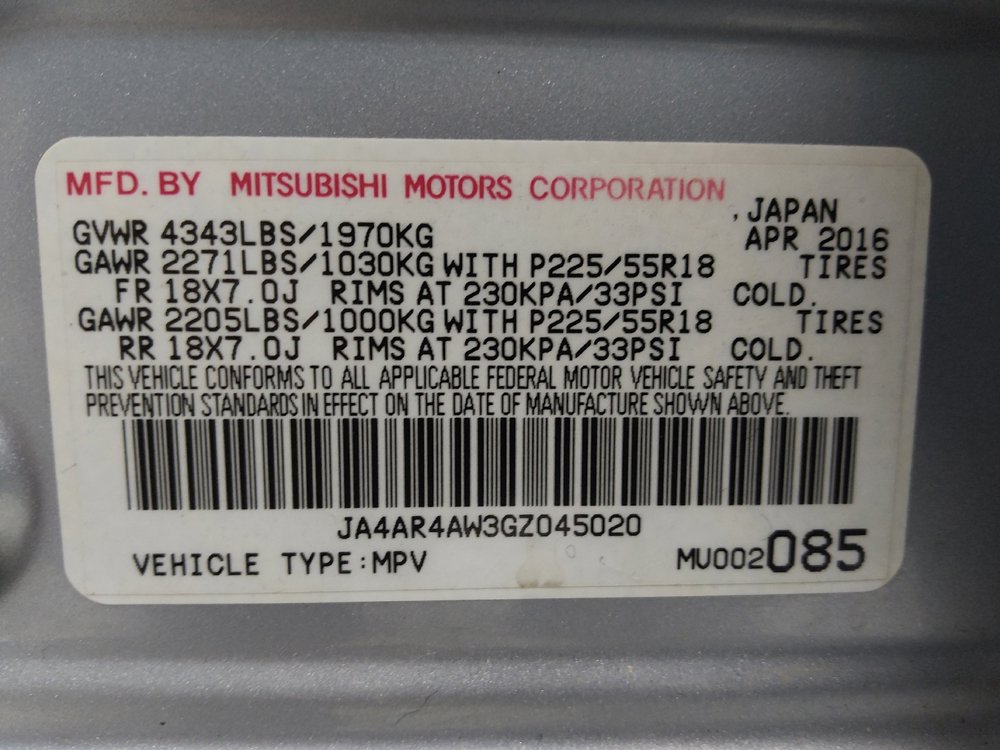 MFD. BY MITSUBISHI MOTORS CORPORATION
, JAPAN
GVWR 4343LBS/1970KG APR 2016
GAWR 2271LBS/1030KG WITH P225/55R18 TIRES
FR 18X7.0J RIMS AT 230KPA/33PSI COLD.
GAWR 2205LBS/1000KG WITH P225/55R18 TIRES
RR 18X7.0J RIMS AT 230KPA/33PSI COLD.
THIS VEHICLE CONFORMS TO ALL APPLICABLE FEDERAL MOTOR VEHICLE SAFETY AND THEFT
PREVENTION STANDARDS IN EFFECT ON THE DATE OF MANUFACTURE SHOWN ABOVE.
JA4AR4AW3GZ045020
VEHICLE TYPE:MPV MU002085